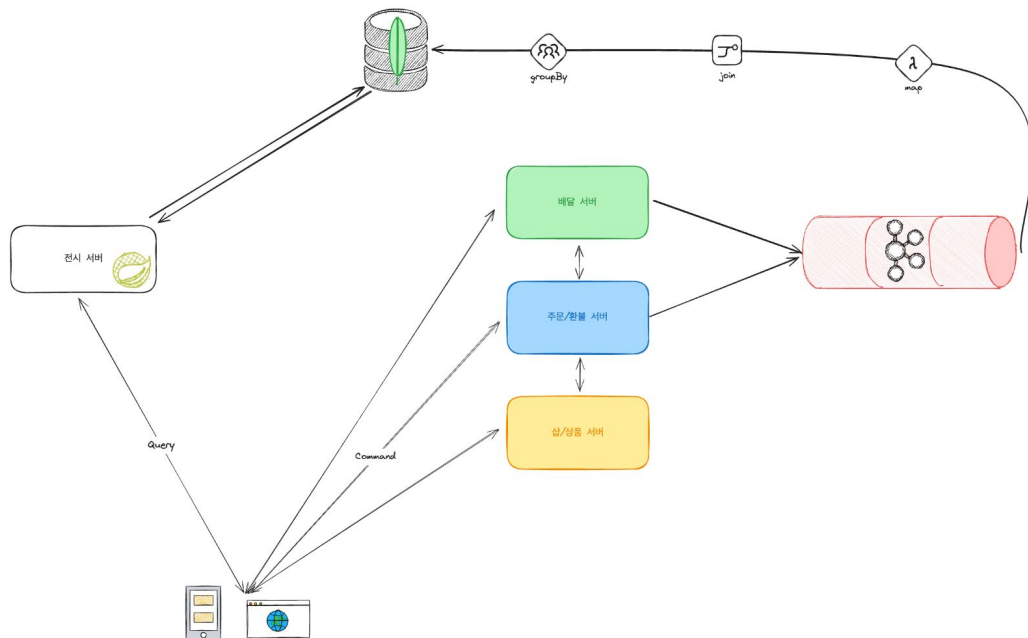 groupBy
join
map
배달 서버
전시 서버
주문/환불 서버
샵/상품 서버
Query
Command